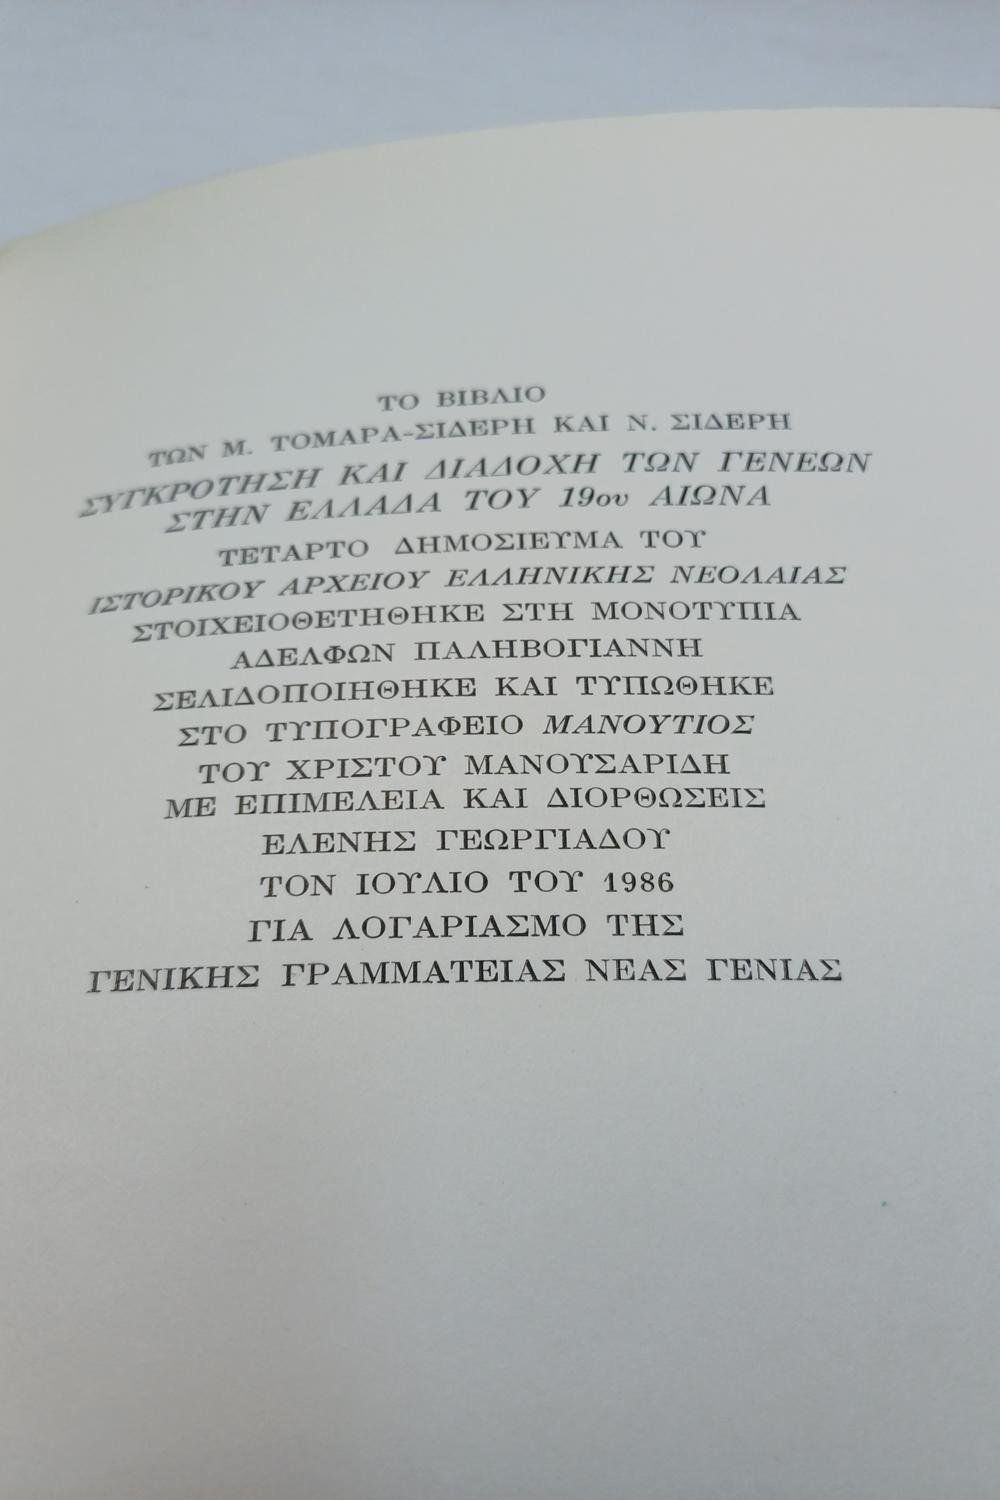 ΤΟ ΒΙΒΛΙΟ
ΤΩΝ Μ. ΤΟΜΑΡΑ-ΣΙΔΕΡΗ ΚΑΙ Ν. ΣΙΔΕΡΗ
ΣΥΓΚΡΟΤΗΣΗ ΚΑΙ ΔΙΑΔΟΧΗ ΤΩΝ ΓΕΝΕΩΝ
ΣΤΗΝ ΕΛΛΑΔΑ ΤΟΥ 19ου ΑΙΩΝΑ
ΤΕΤΑΡΤΟ ΔΗΜΟΣΙΕΥΜΑ ΤΟΥ
ΙΣΤΟΡΙΚΟΥ ΑΡΧΕΙΟΥ ΕΛΛΗΝΙΚΗΣ ΝΕΟΛΑΙΑΣ
ΣΤΟΙΧΕΙΟΘΕΤΗΘΗΚΕ ΣΤΗ ΜΟΝΟΤΥΠΙΑ
ΑΔΕΛΦΩΝ ΠΑΛΗΒΟΓΙΑΝΝΗ
ΣΕΛΙΔΟΠΟΙΗΘΗΚΕ ΚΑΙ ΤΥΠΩΘΗΚΕ
ΣΤΟ ΤΥΠΟΓΡΑΦΕΙΟ ΜΑΝΟΥΤΙΟΣ
ΤΟΥ ΧΡΙΣΤΟΥ ΜΑΝΟΥΣΑΡΙΔΗ
ΜΕ ΕΠΙΜΕΛΕΙΑ ΚΑΙ ΔΙΟΡΘΩΣΕΙΣ
ΕΛΕΝΗΣ ΓΕΩΡΓΙΑΔΟΥ
ΤΟΝ ΙΟΥΛΙΟ ΤΟΥ 1986
ΓΙΑ ΛΟΓΑΡΙΑΣΜΟ ΤΗΣ
ΓΕΝΙΚΗΣ ΓΡΑΜΜΑΤΕΙΑΣ ΝΕΑΣ ΓΕΝΙΑΣ